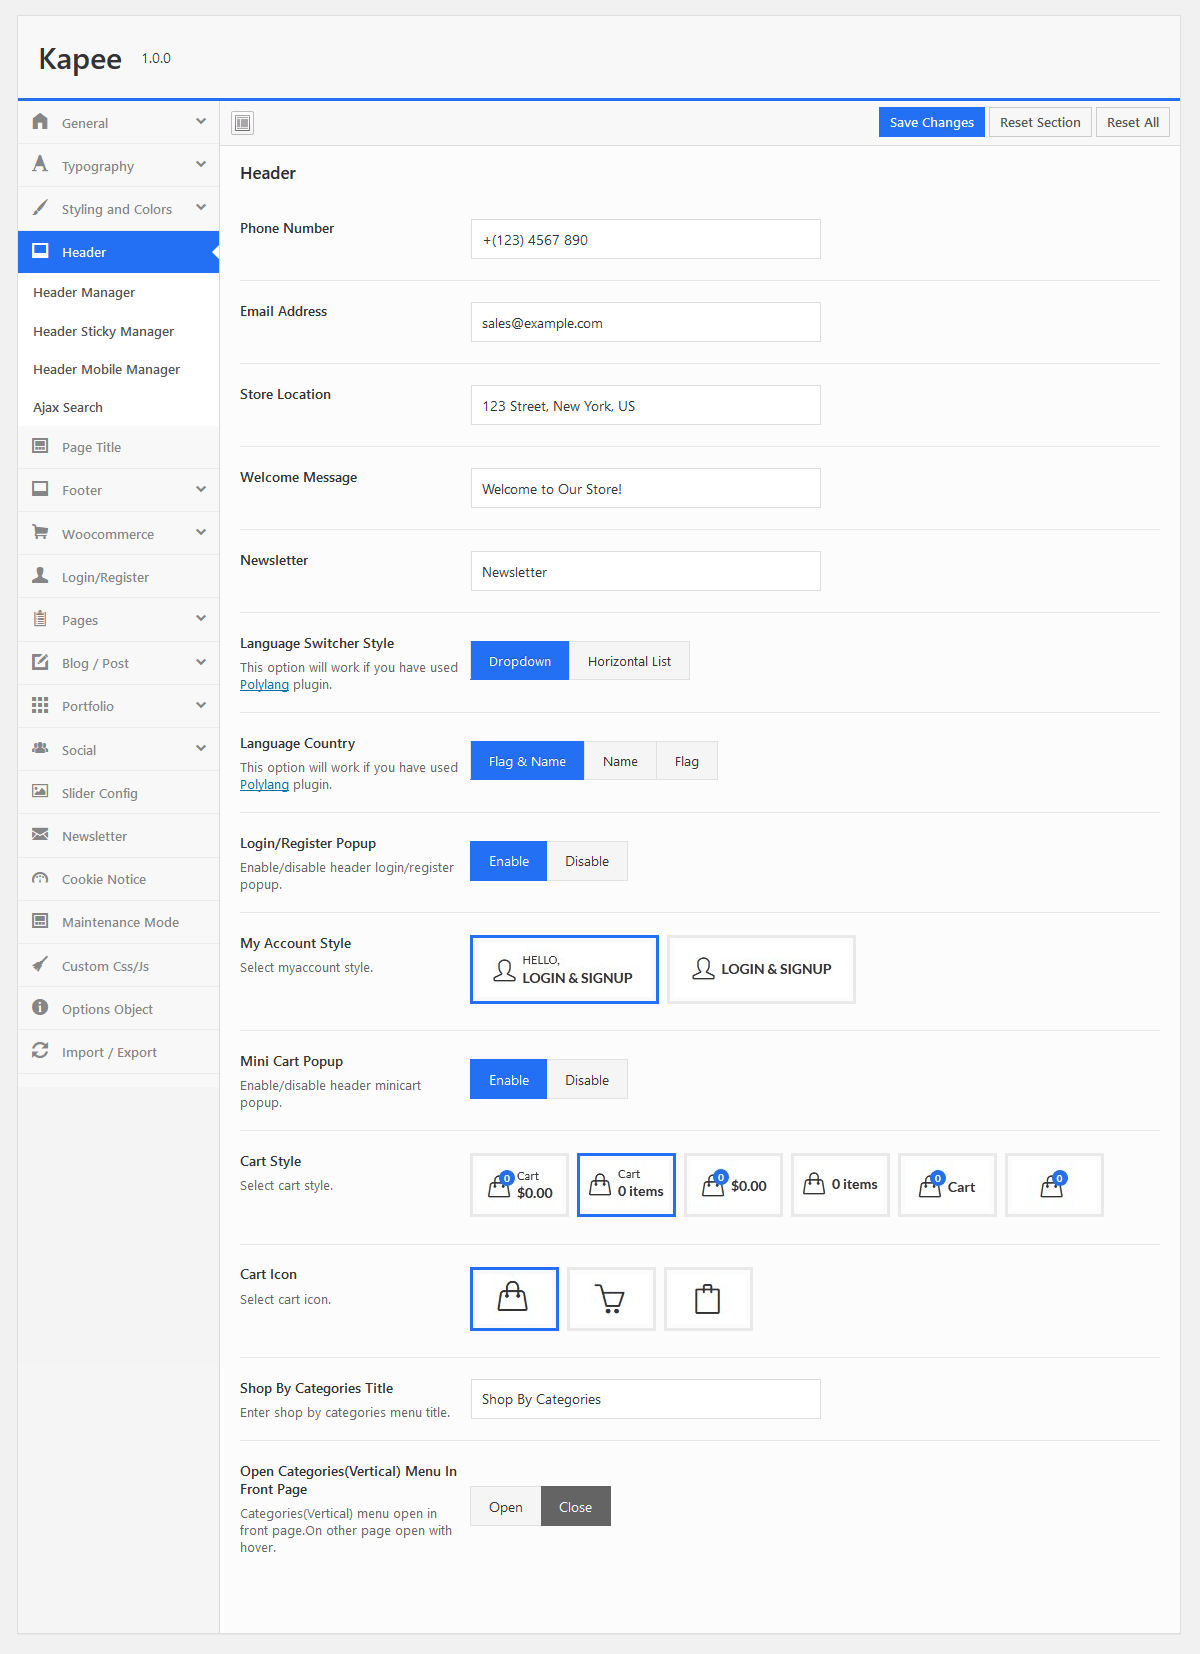 Kapee 1.0.0
General
Typography
Styling and Colors
Header
Header Manager
Header Sticky Manager
Header Mobile Manager
Ajax Search
Page Title
Footer
Woocommerce
Login/Register
Pages
Blog / Post
Portfolio
Social
Slider Config
Newsletter
Cookie Notice
Maintenance Mode
Custom Css/Js
Options Object
Import / Export
Save Changes Reset Section Reset All
Header
Phone Number
+(123) 4567 890
Email Address
sales@example.com
Store Location
123 Street, New York, US
Welcome Message
Welcome to Our Store!
Newsletter
Newsletter
Language Switcher Style
This option will work if you have used
Polylang plugin.
Dropdown Horizontal List
Language Country
This option will work if you have used
Polylang plugin.
Flag & Name Name Flag
Login/Register Popup
Enable/disable header login/register
popup.
Enable Disable
My Account Style
Select myaccount style.
HELLO,
LOGIN & SIGNUP
LOGIN & SIGNUP
Mini Cart Popup
Enable/disable header minicart
popup.
Enable Disable
Cart Style
Select cart style.
0 Cart
$0.00
Cart
0 items
0 $0.00
0 items
0 Cart
0
Cart Icon
Select cart icon.
Shop By Categories Title
Enter shop by categories menu title.
Shop By Categories
Open Categories(Vertical) Menu In
Front Page
Categories(Vertical) menu open in
front page.On other page open with
hover.
Open Close